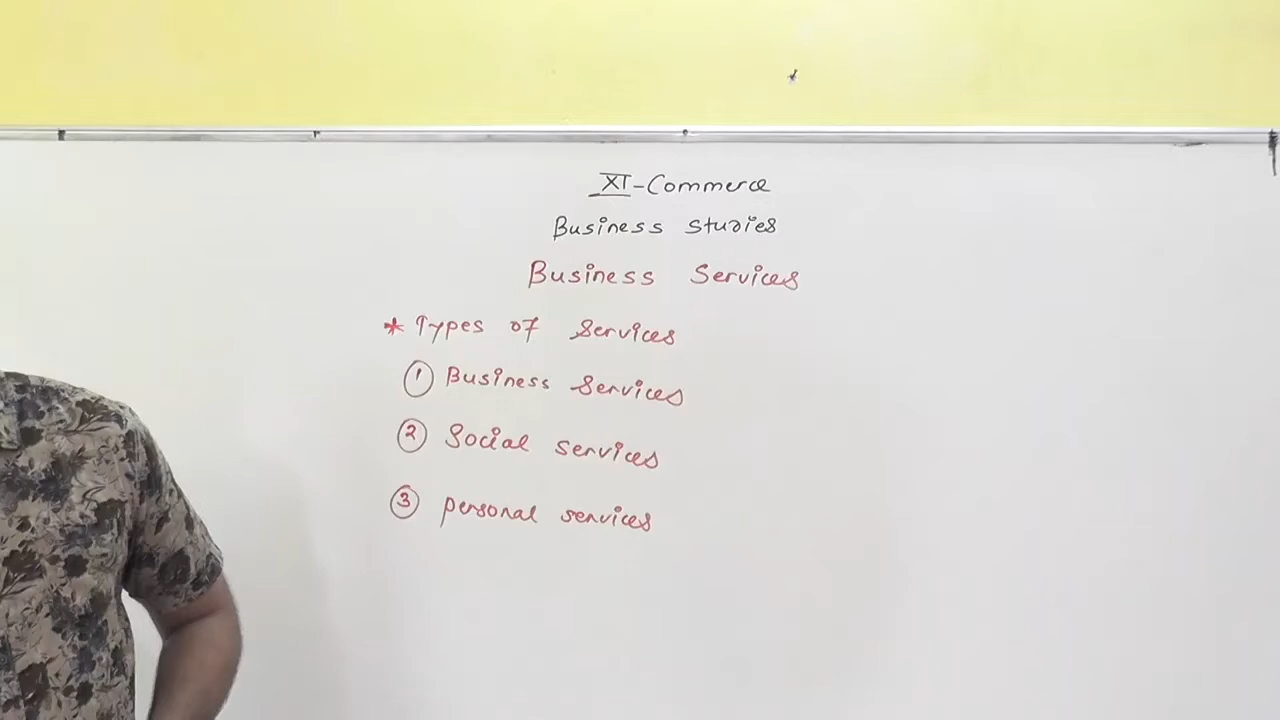 XI-Commerce
Business Studies
Business Services
* Types of Services
① Business Services
② Social services
③ personal services